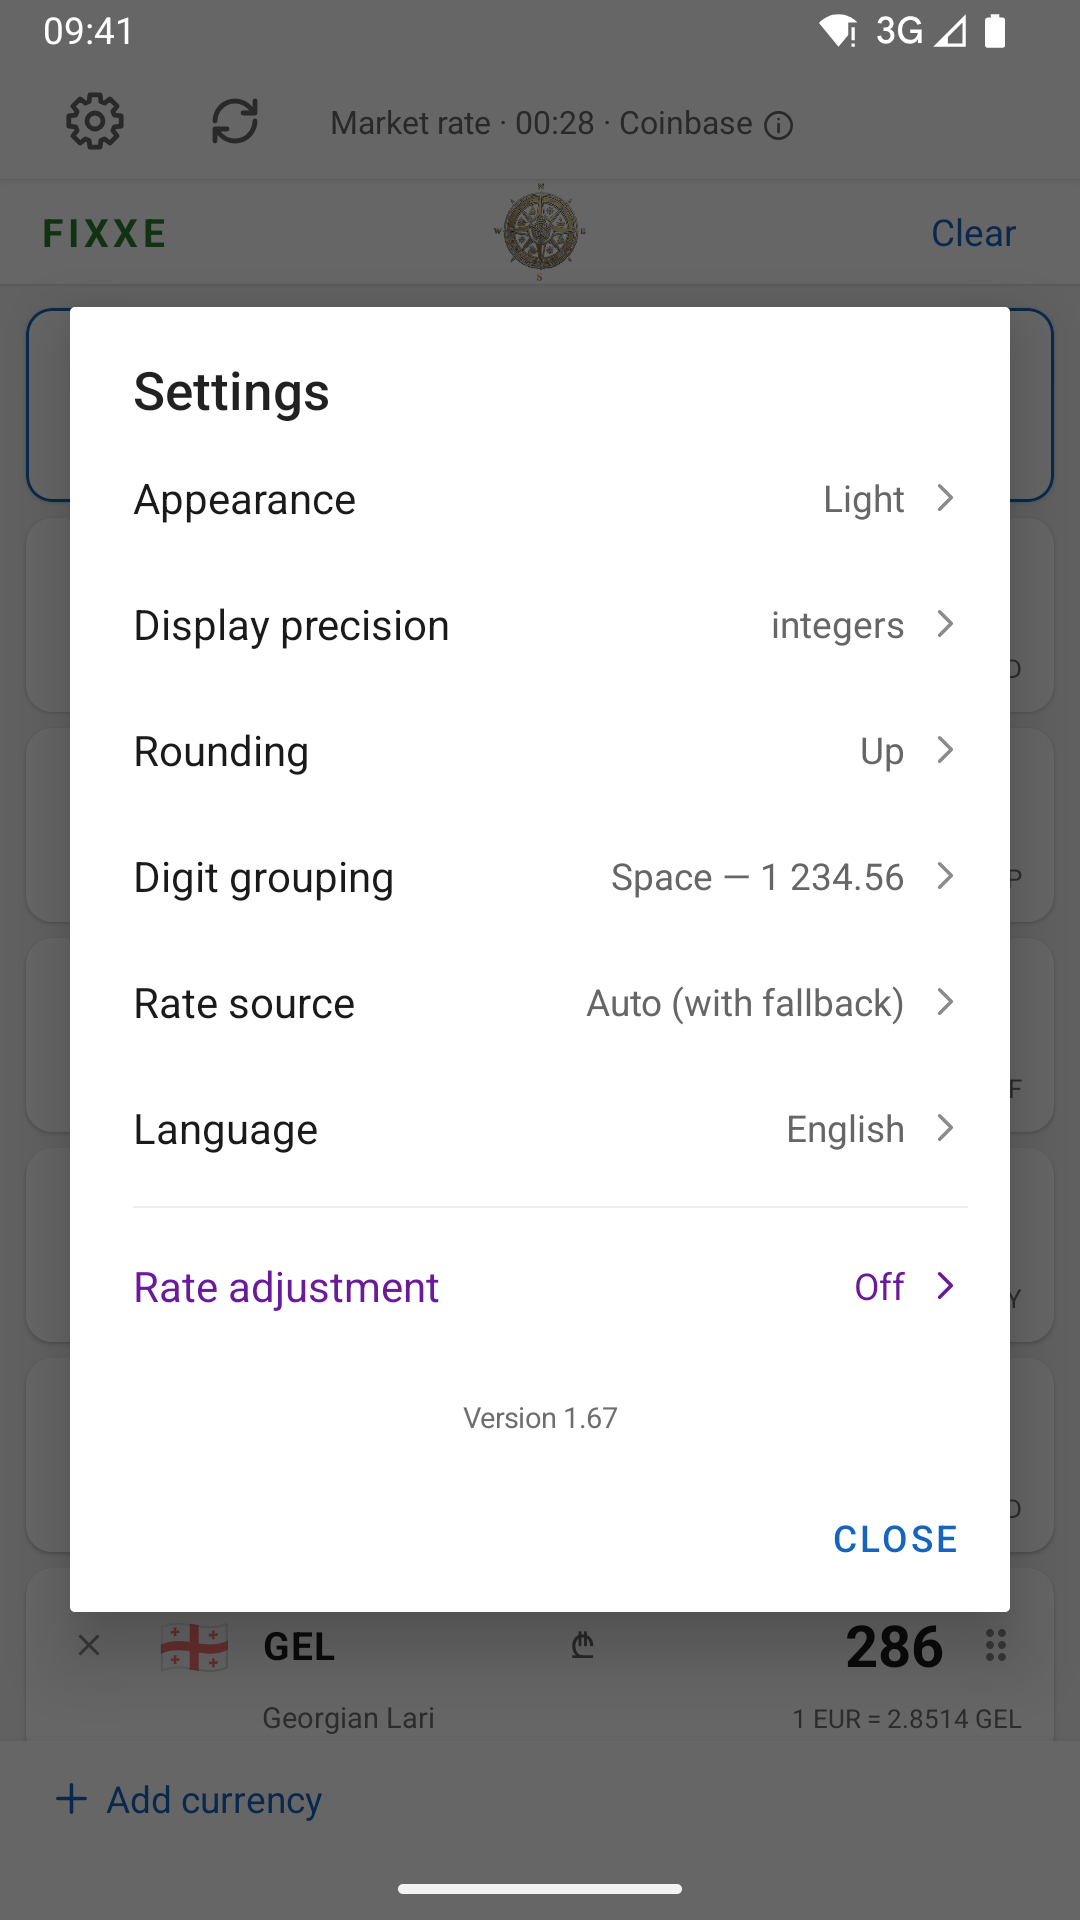 09:41
3G
Market rate · 00:28 · Coinbase
FIXXE
Clear
Settings
Appearance Light
Display precision integers
Rounding Up
Digit grouping Space — 1 234.56
Rate source Auto (with fallback)
Language English
Rate adjustment Off
Version 1.67
CLOSE
GEL ₾ 286
Georgian Lari 1 EUR = 2.8514 GEL
+ Add currency